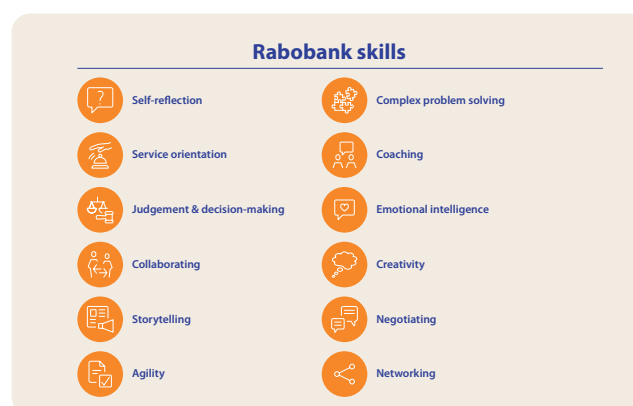 Rabobank skills
?
Self-reflection
Complex problem solving
Service orientation
Coaching
Judgement & decision-making
Emotional intelligence
Collaborating
Creativity
Storytelling
Negotiating
Agility
Networking